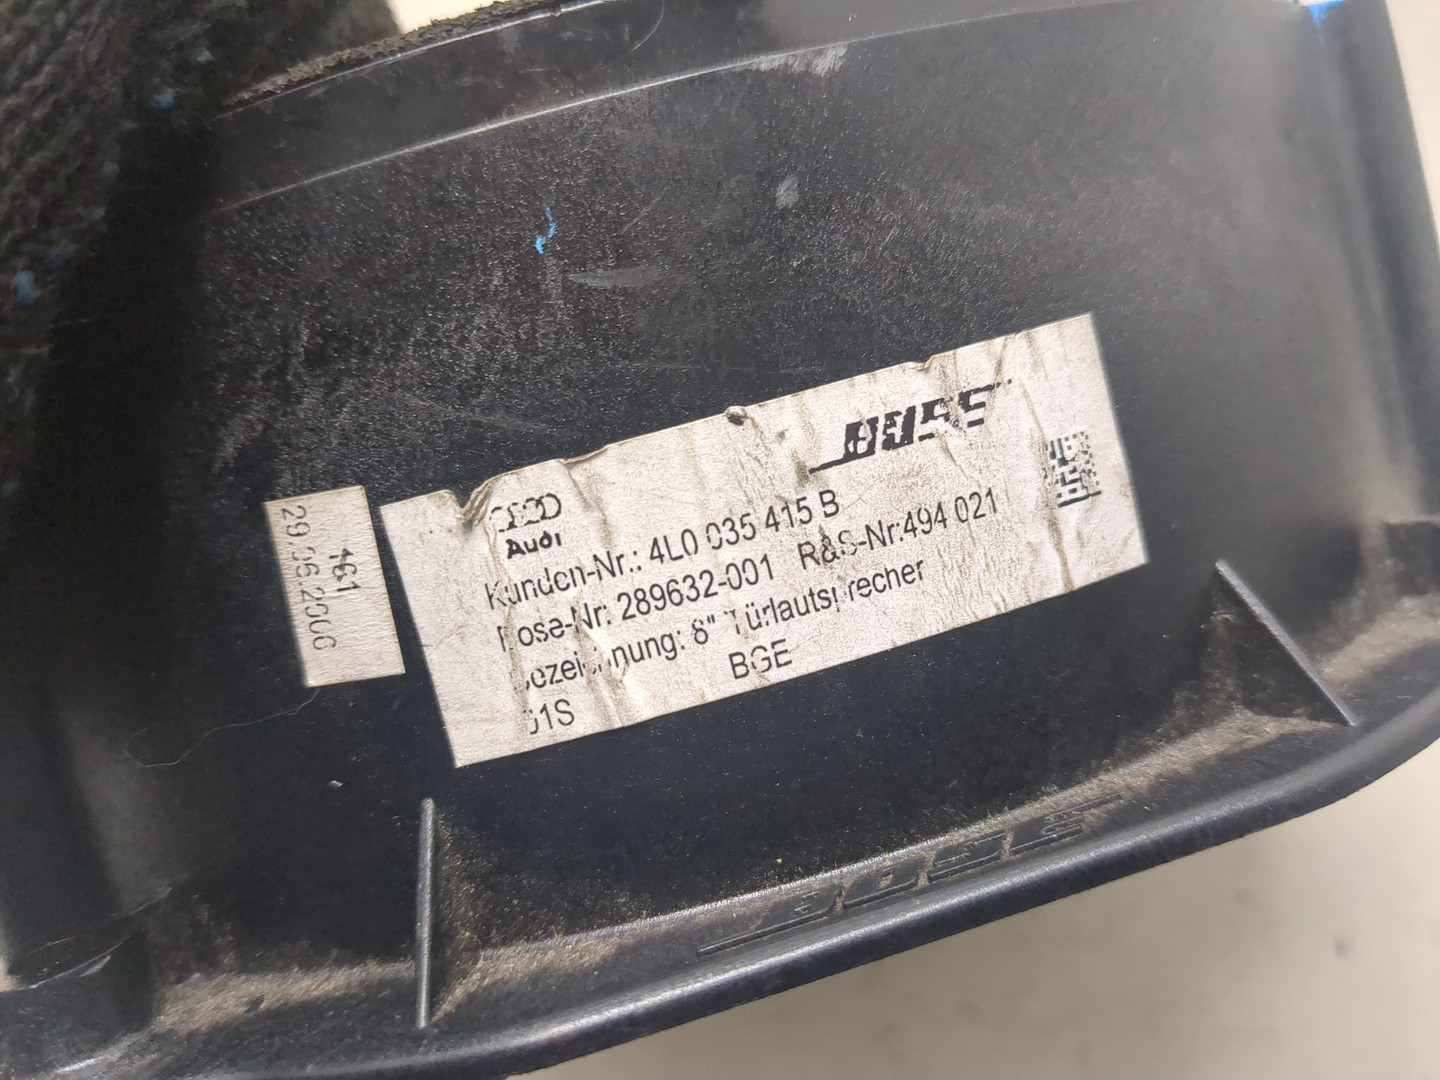 29.06.2006
461
BOSE
Audi
Kunden-Nr.: 4L0 035 415 B
Bose-Nr: 289632-001 R&S-Nr:494 021
Bezeichnung: 8" Türlautsprecher
BGE
BOSE